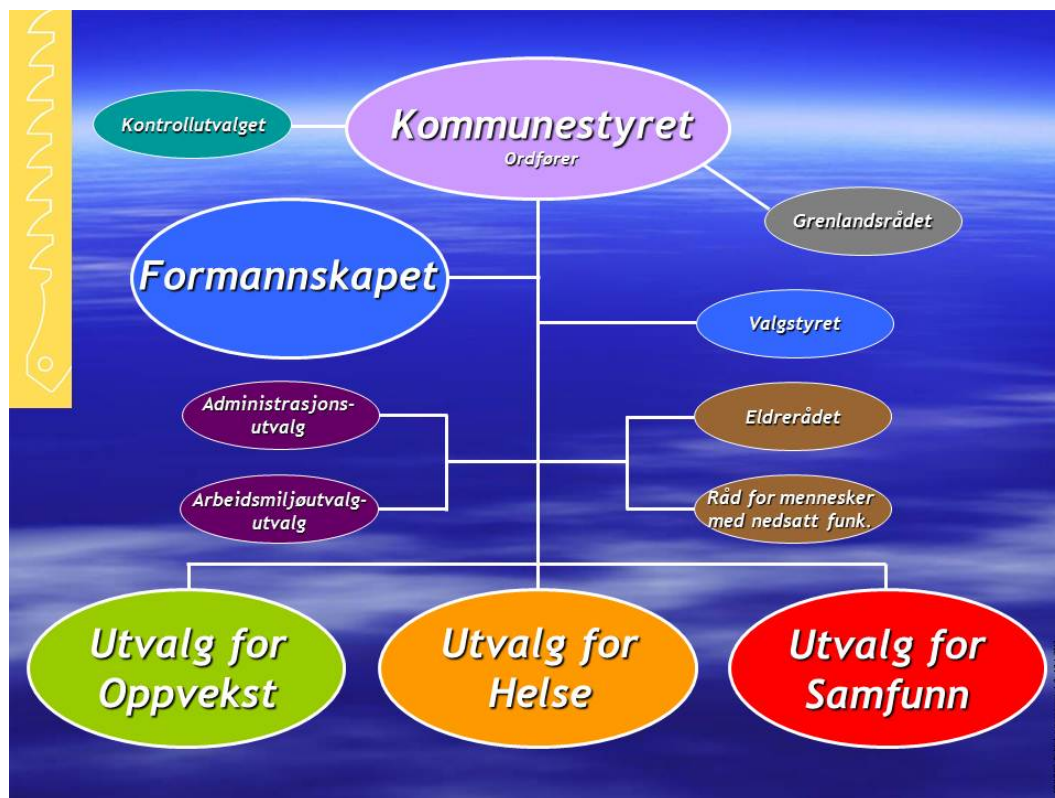 Kontrollutvalget
Kommunestyret
Ordfører
Grenlandsrådet
Formannskapet
Valgstyret
Administrasjons-
utvalg
Eldrerådet
Arbeidsmiljøutvalg-
utvalg
Råd for mennesker
med nedsatt funk.
Utvalg for
Oppvekst
Utvalg for
Helse
Utvalg for
Samfunn